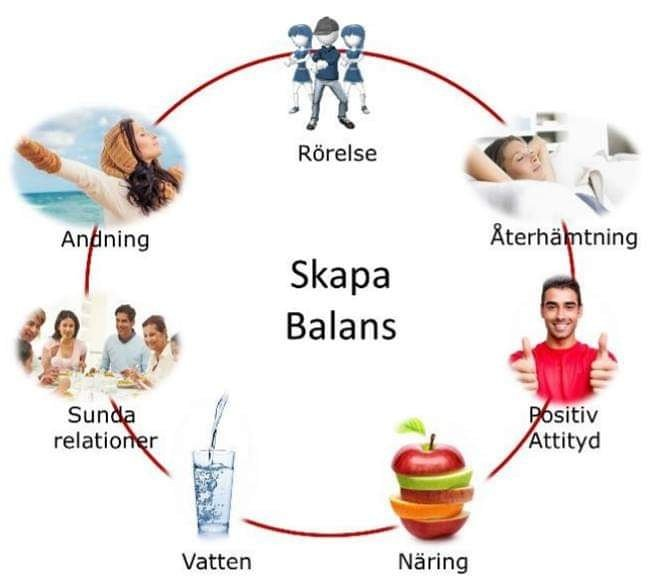 Rörelse
Andning
Återhämtning
Skapa
Balans
Sunda
relationer
Positiv
Attityd
Vatten
Näring